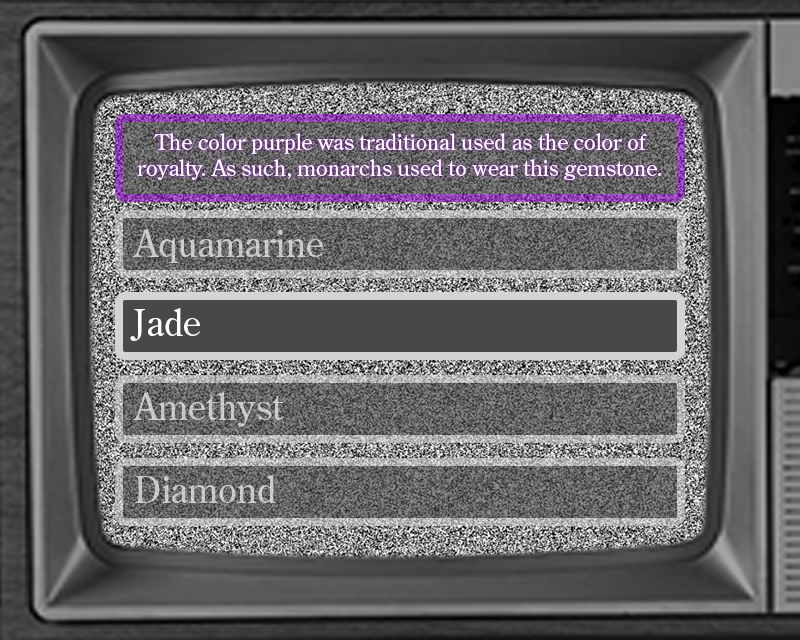 The color purple was traditional used as the color of
royalty. As such, monarchs used to wear this gemstone.
Aquamarine
Jade
Amethyst
Diamond